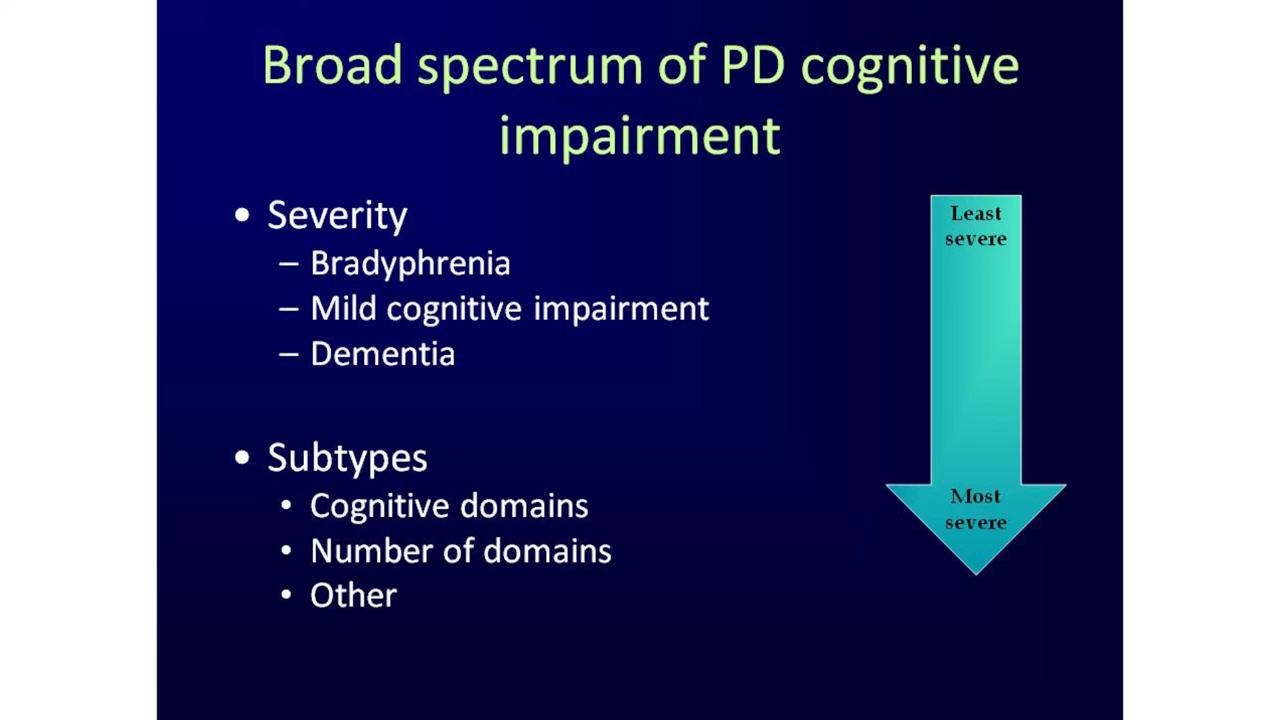 Broad spectrum of PD cognitive
impairment
• Severity
– Bradyphrenia
– Mild cognitive impairment
– Dementia
• Subtypes
• Cognitive domains
• Number of domains
• Other
Least
severe
Most
severe